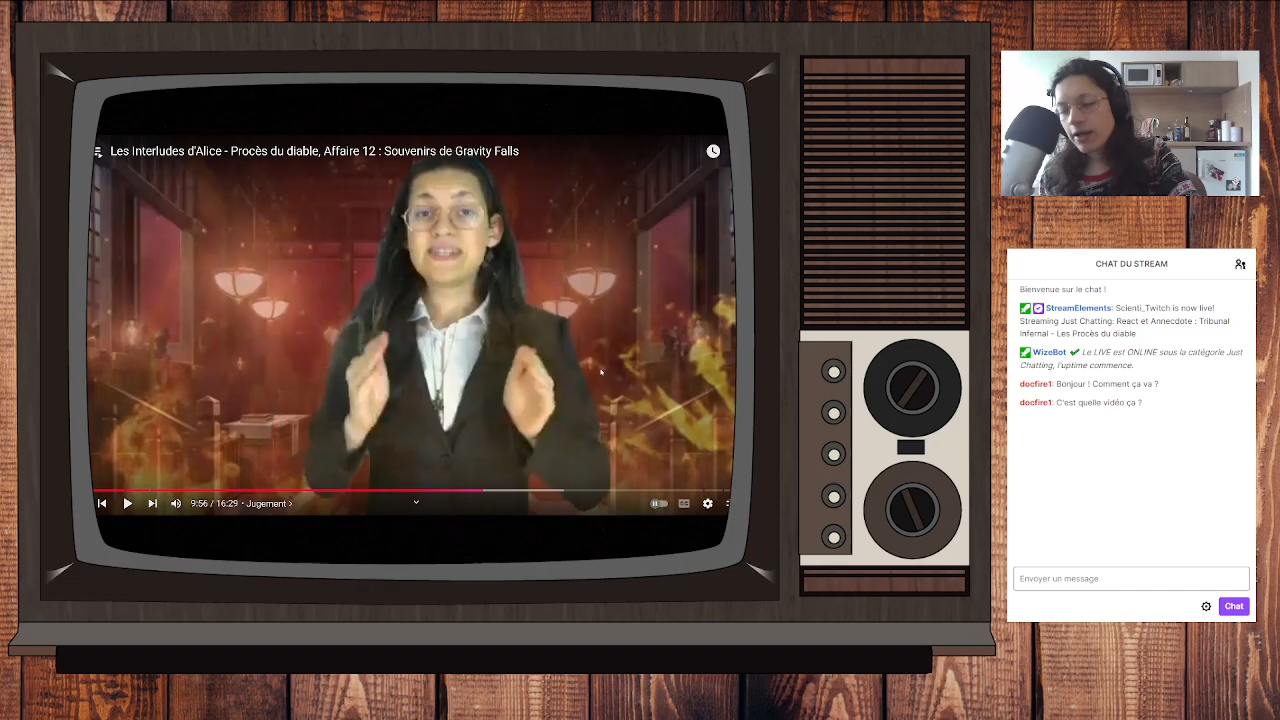 Les Interludes d'Alice - Procès du diable, Affaire 12 : Souvenirs de Gravity Falls
9:56 / 16:29 · Jugement ›
CHAT DU STREAM
Bienvenue sur le chat !
StreamElements: Scienti_Twitch is now live!
Streaming Just Chatting: React et Annecdote : Tribunal
Infernal - Les Procès du diable
WizeBot Le LIVE est ONLINE sous la catégorie Just
Chatting, l'uptime commence.
docfire1: Bonjour ! Comment ça va ?
docfire1: C'est quelle vidéo ça ?
Envoyer un message
Chat